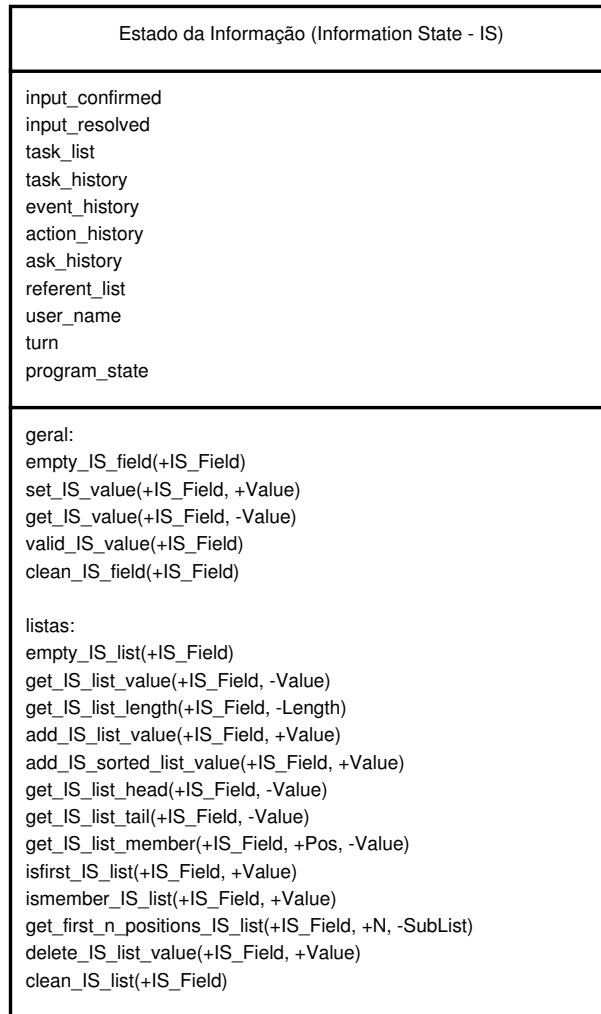 Estado da Informação (Information State - IS)
input_confirmed
input_resolved
task_list
task_history
event_history
action_history
ask_history
referent_list
user_name
turn
program_state
geral:
empty_IS_field(+IS_Field)
set_IS_value(+IS_Field, +Value)
get_IS_value(+IS_Field, -Value)
valid_IS_value(+IS_Field)
clean_IS_field(+IS_Field)
listas:
empty_IS_list(+IS_Field)
get_IS_list_value(+IS_Field, -Value)
get_IS_list_length(+IS_Field, -Length)
add_IS_list_value(+IS_Field, +Value)
add_IS_sorted_list_value(+IS_Field, +Value)
get_IS_list_head(+IS_Field, -Value)
get_IS_list_tail(+IS_Field, -Value)
get_IS_list_member(+IS_Field, +Pos, -Value)
isfirst_IS_list(+IS_Field, +Value)
ismember_IS_list(+IS_Field, +Value)
get_first_n_positions_IS_list(+IS_Field, +N, -SubList)
delete_IS_list_value(+IS_Field, +Value)
clean_IS_list(+IS_Field)